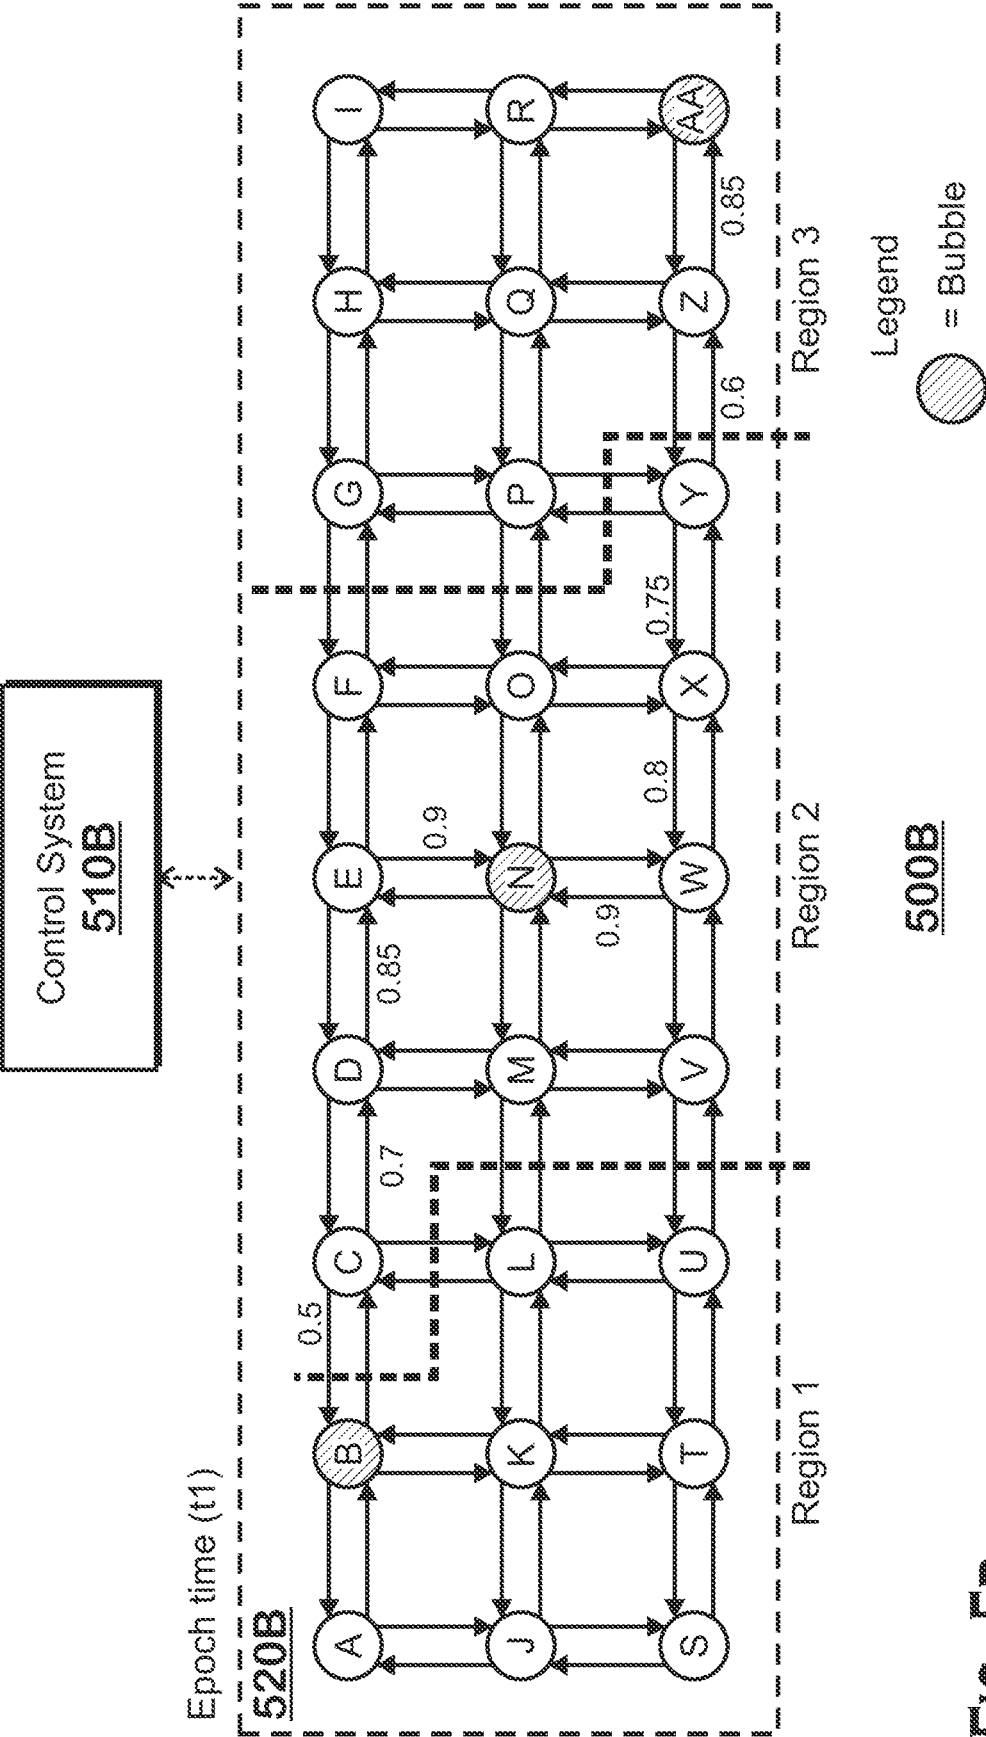 Control System
510B
Epoch time (t1)
520B
A
B
C
D
E
F
G
H
I
0.5
0.7
0.85
0.9
J
K
L
M
N
O
P
Q
R
0.9
0.8
0.75
S
T
U
V
W
X
Y
Z
AA
0.6
0.85
Region 1
Region 2
Region 3
Legend
= Bubble
500B